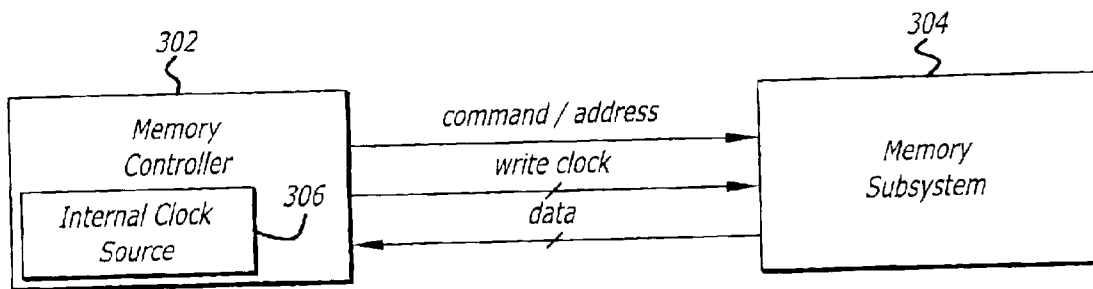 302
304
Memory
Controller
306
Internal Clock
Source
command / address
write clock
data
Memory
Subsystem